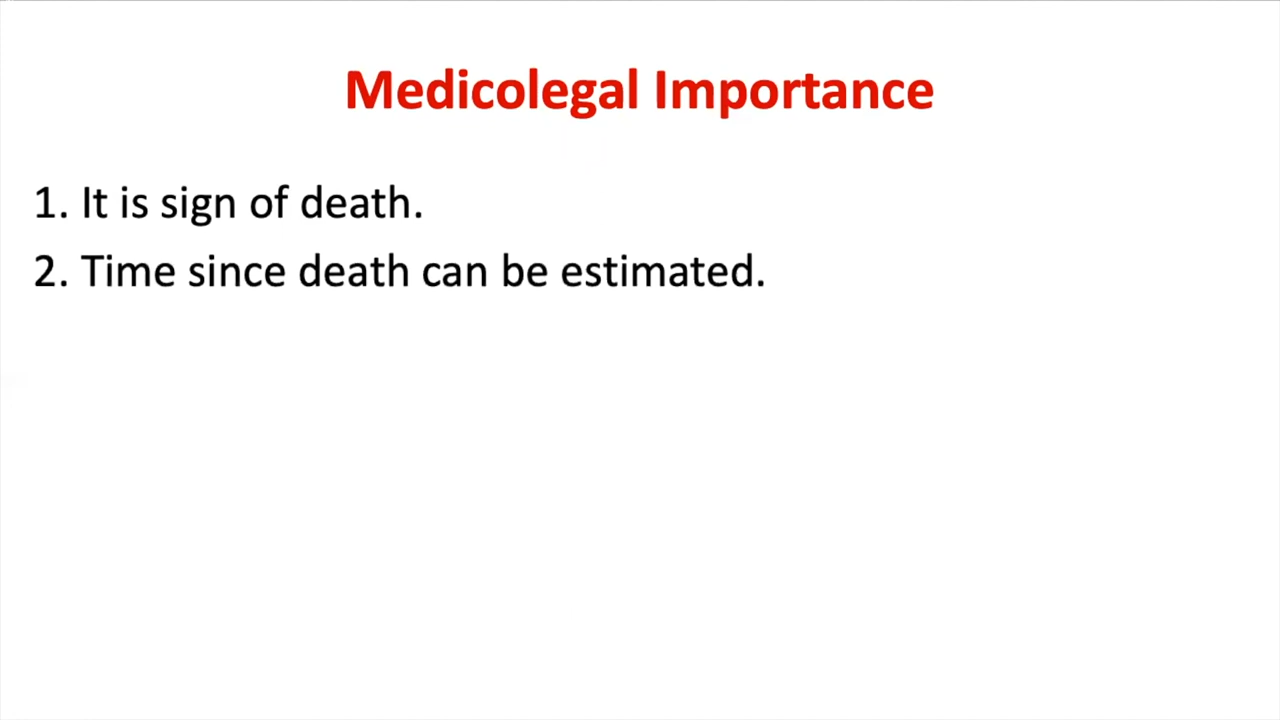 Medicolegal Importance
1. It is sign of death.
2. Time since death can be estimated.